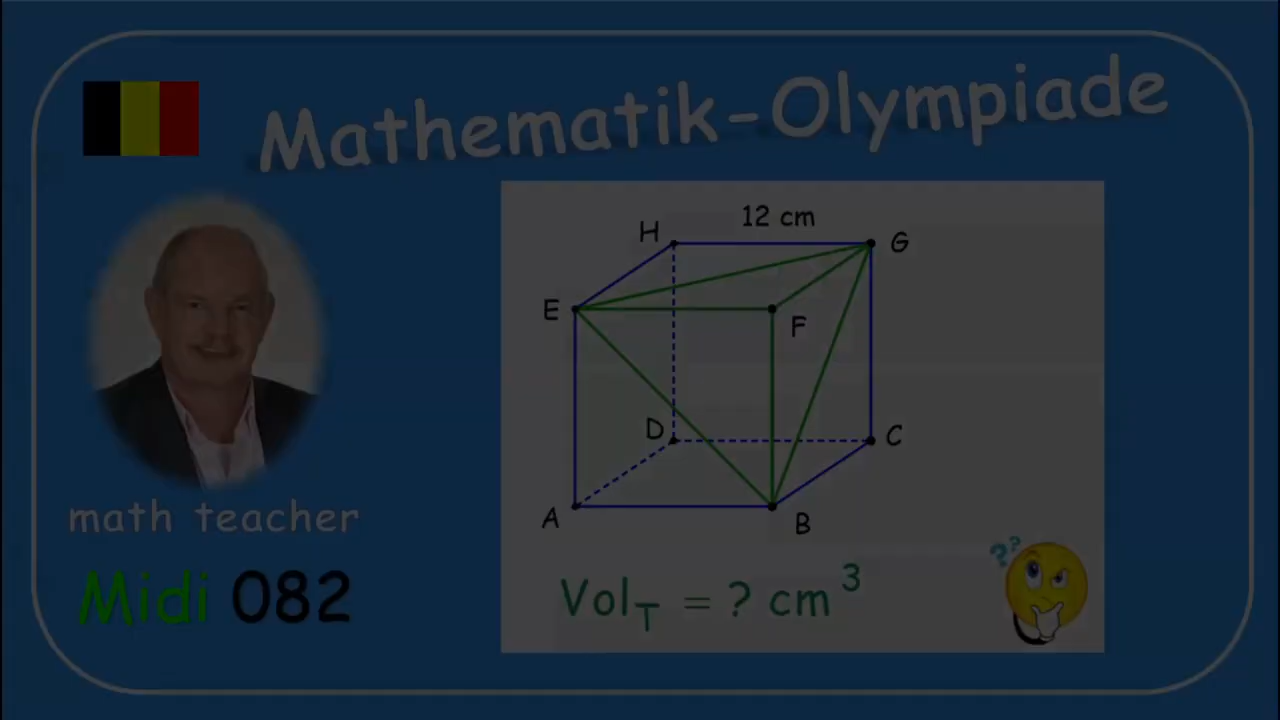 Mathematik-Olympiade
12 cm
H
G
E
F
D
C
A
B
math teacher
Midi 082
Vol_T = ? cm³
??